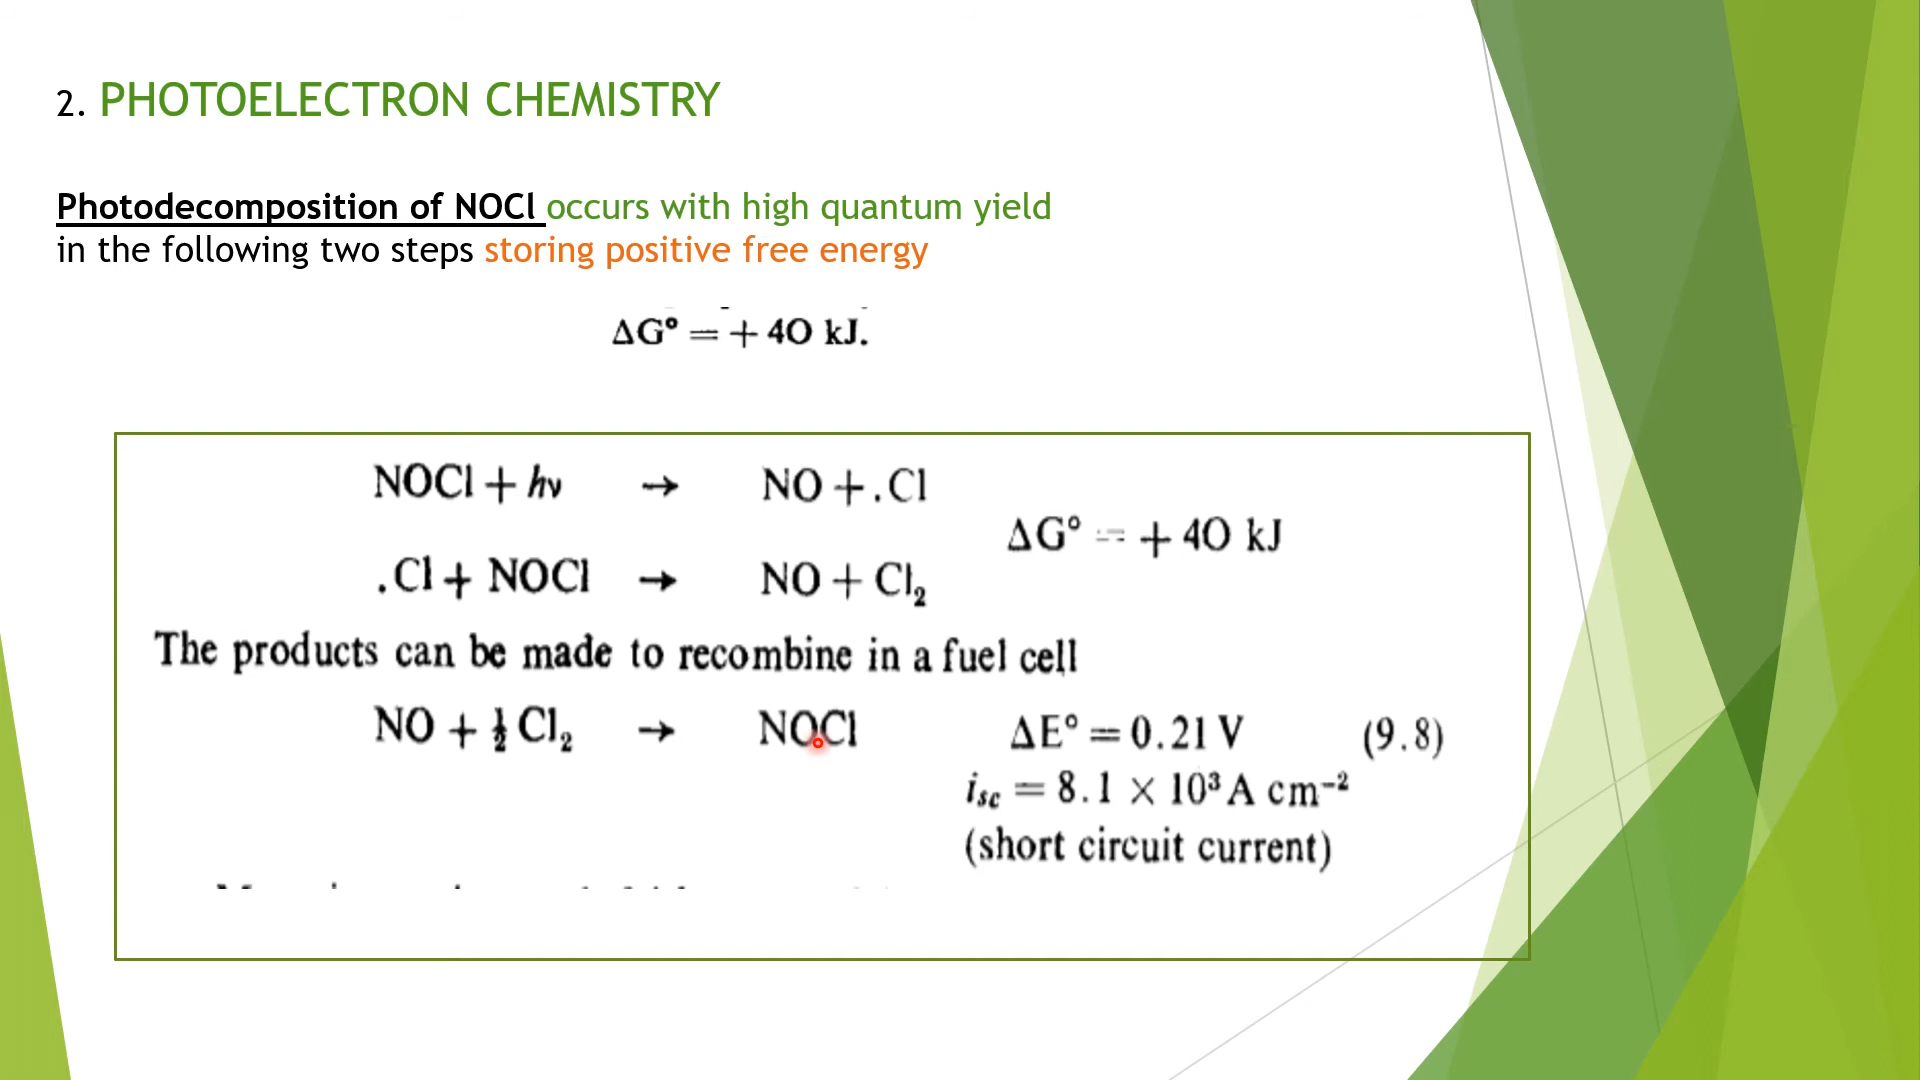 2. PHOTOELECTRON CHEMISTRY
Photodecomposition of NOCl occurs with high quantum yield
in the following two steps storing positive free energy
ΔG° = + 40 kJ.
NOCl + hν → NO + .Cl
ΔG° = + 40 kJ
.Cl + NOCl → NO + Cl₂
The products can be made to recombine in a fuel cell
NO + ½ Cl₂ → NOCl ΔE° = 0.21 V (9.8)
isc = 8.1 × 10³ A cm⁻²
(short circuit current)